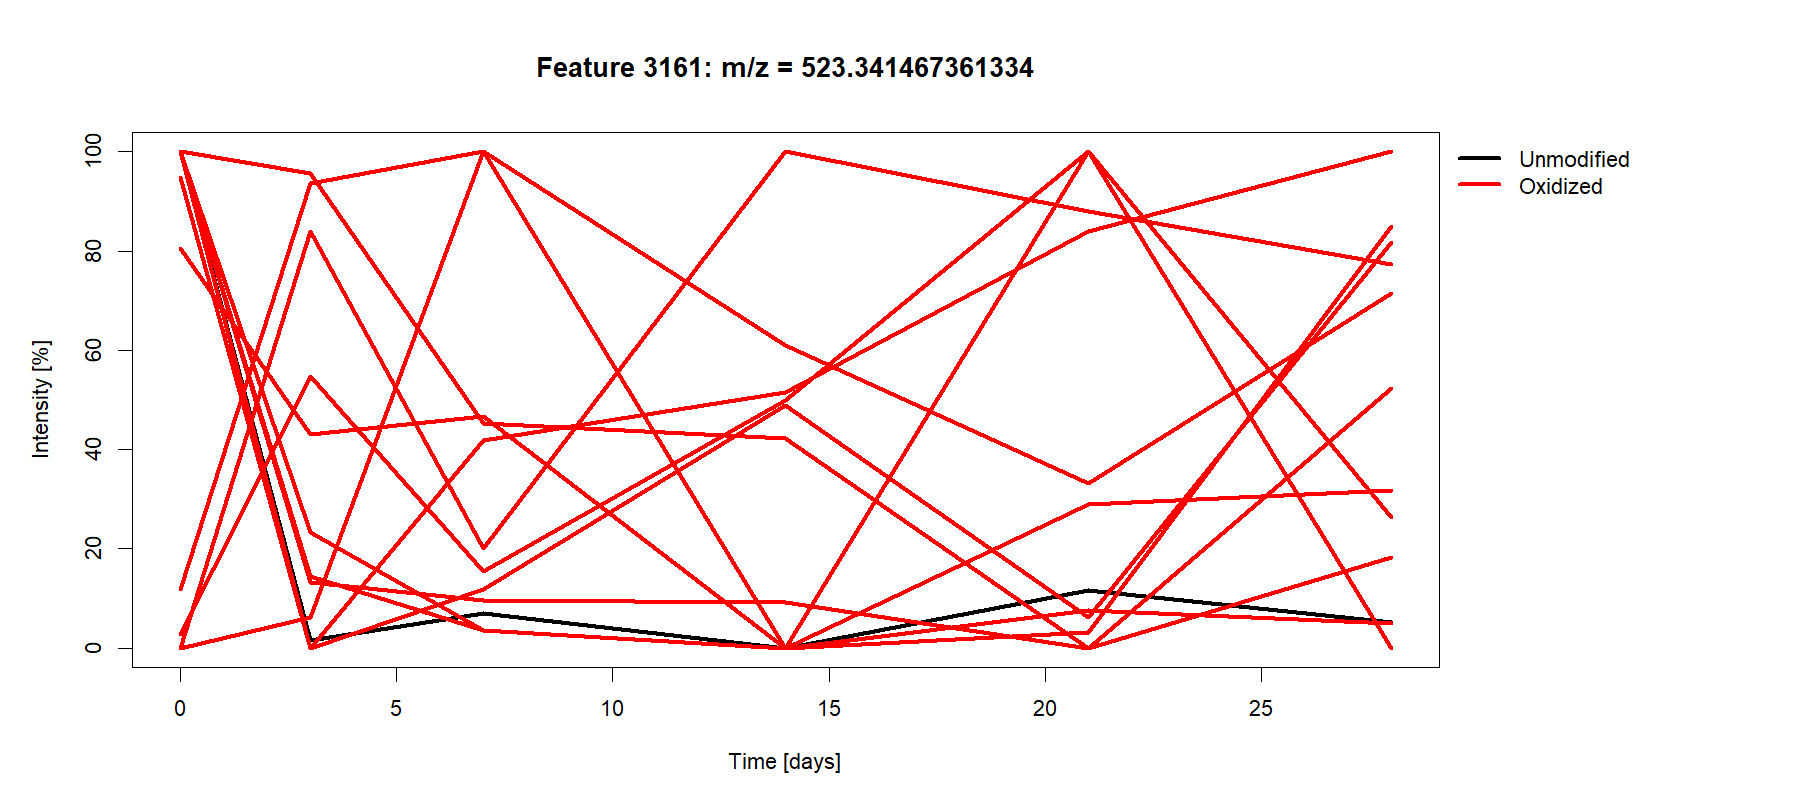 Feature 3161: m/z = 523.341467361334
Unmodified
Oxidized
Intensity [%]
100
80
60
40
20
0
0 5 10 15 20 25
Time [days]